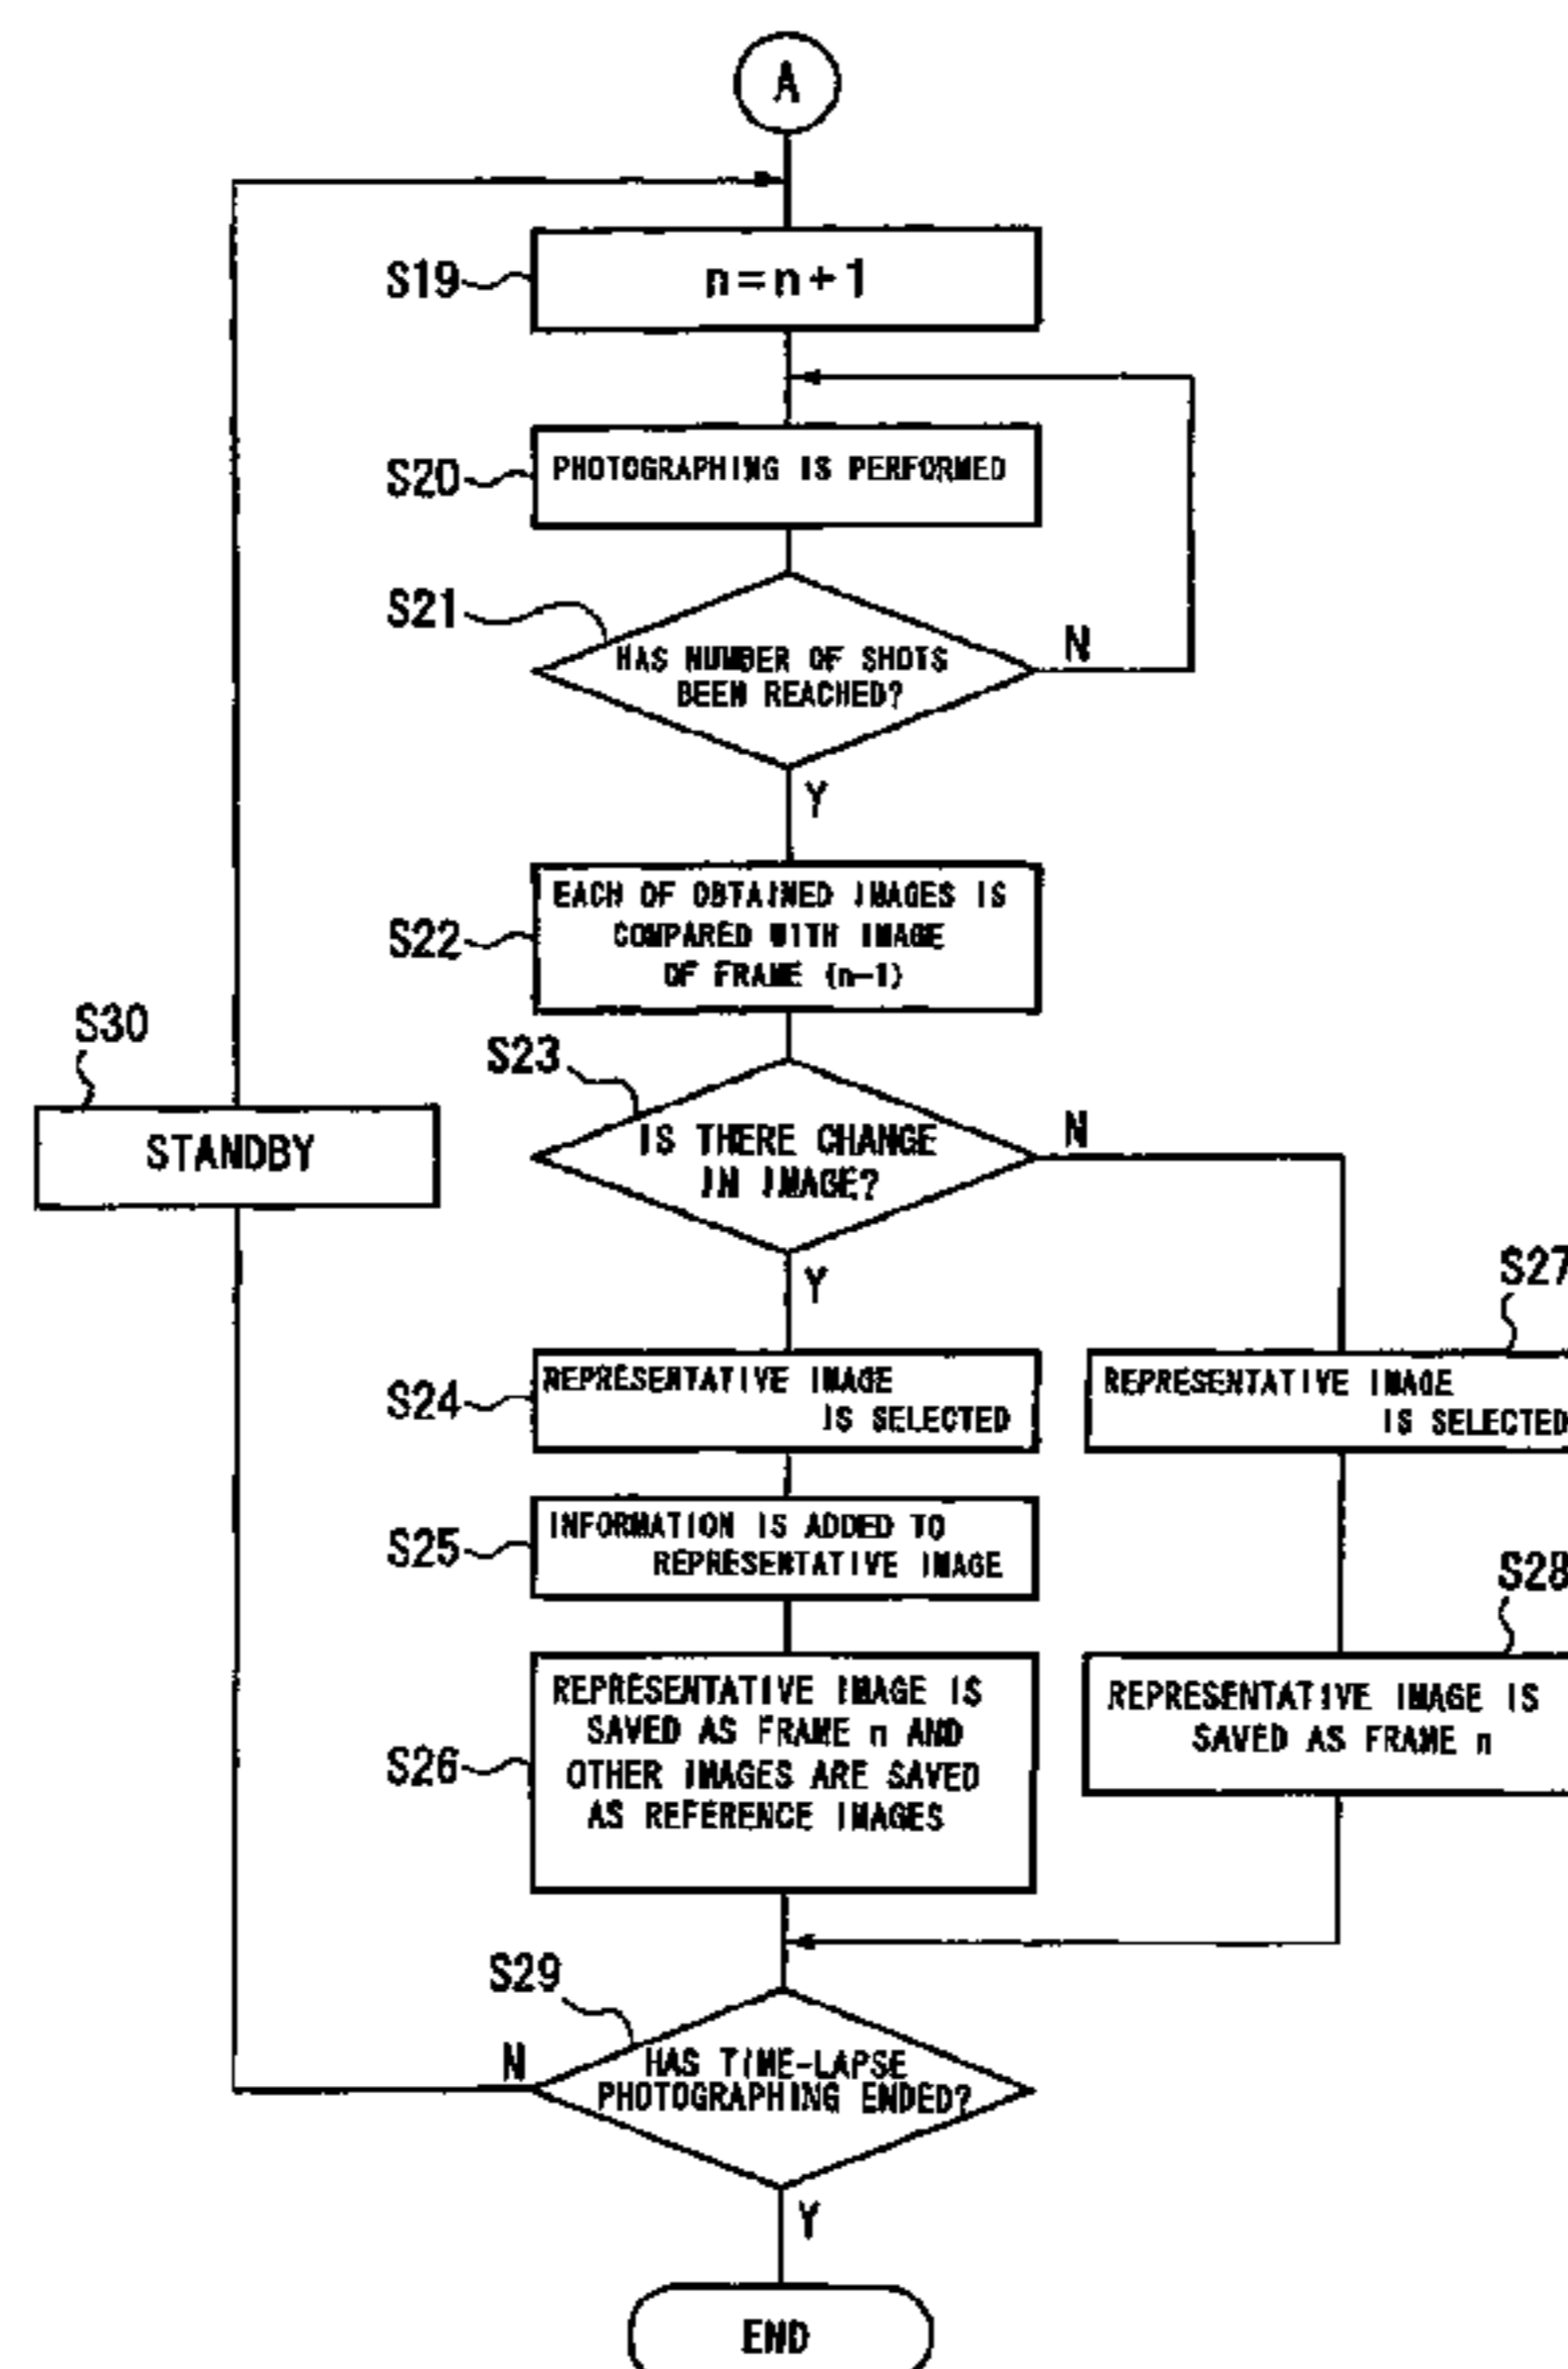 A
S19
n=n+1
S20
PHOTOGRAPHING IS PERFORMED
S21
HAS NUMBER OF SHOTS
BEEN REACHED?
N
Y
S22
EACH OF OBTAINED IMAGES IS
COMPARED WITH IMAGE
OF FRAME (n-1)
S30
STANDBY
S23
IS THERE CHANGE
IN IMAGE?
N
Y
S24
REPRESENTATIVE IMAGE
IS SELECTED
S27
REPRESENTATIVE IMAGE
IS SELECTED
S25
INFORMATION IS ADDED TO
REPRESENTATIVE IMAGE
S26
REPRESENTATIVE IMAGE IS
SAVED AS FRAME n AND
OTHER IMAGES ARE SAVED
AS REFERENCE IMAGES
S28
REPRESENTATIVE IMAGE IS
SAVED AS FRAME n
S29
HAS TIME-LAPSE
PHOTOGRAPHING ENDED?
N
Y
END